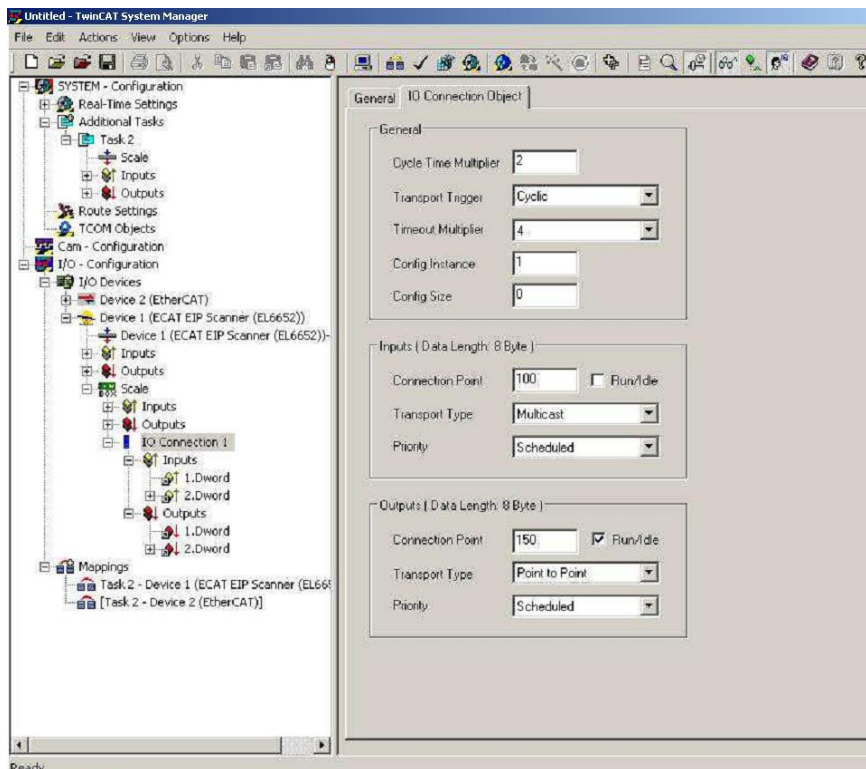 Untitled - TwinCAT System Manager
File Edit Actions View Options Help
SYSTEM - Configuration
Real-Time Settings
Additional Tasks
Task 2
Scale
Inputs
Outputs
Route Settings
TCOM Objects
Cam - Configuration
I/O - Configuration
I/O Devices
Device 2 (EtherCAT)
Device 1 (ECAT EIP Scanner (EL6652))
Device 1 (ECAT EIP Scanner (EL6652))-
Inputs
Outputs
Scale
Inputs
Outputs
IO Connection 1
Inputs
1.Dword
2.Dword
Outputs
1.Dword
2.Dword
Mappings
Task 2 - Device 1 (ECAT EIP Scanner (EL665
[Task 2 - Device 2 (EtherCAT)]
General IO Connection Object
General
Cycle Time Multiplier 2
Transport Trigger Cyclic
Timeout Multiplier 4
Config Instance 1
Config Size 0
Inputs ( Data Length: 8 Byte )
Connection Point 100 Run/Idle
Transport Type Multicast
Priority Scheduled
Outputs ( Data Length: 8 Byte )
Connection Point 150 Run/Idle
Transport Type Point to Point
Priority Scheduled
Ready